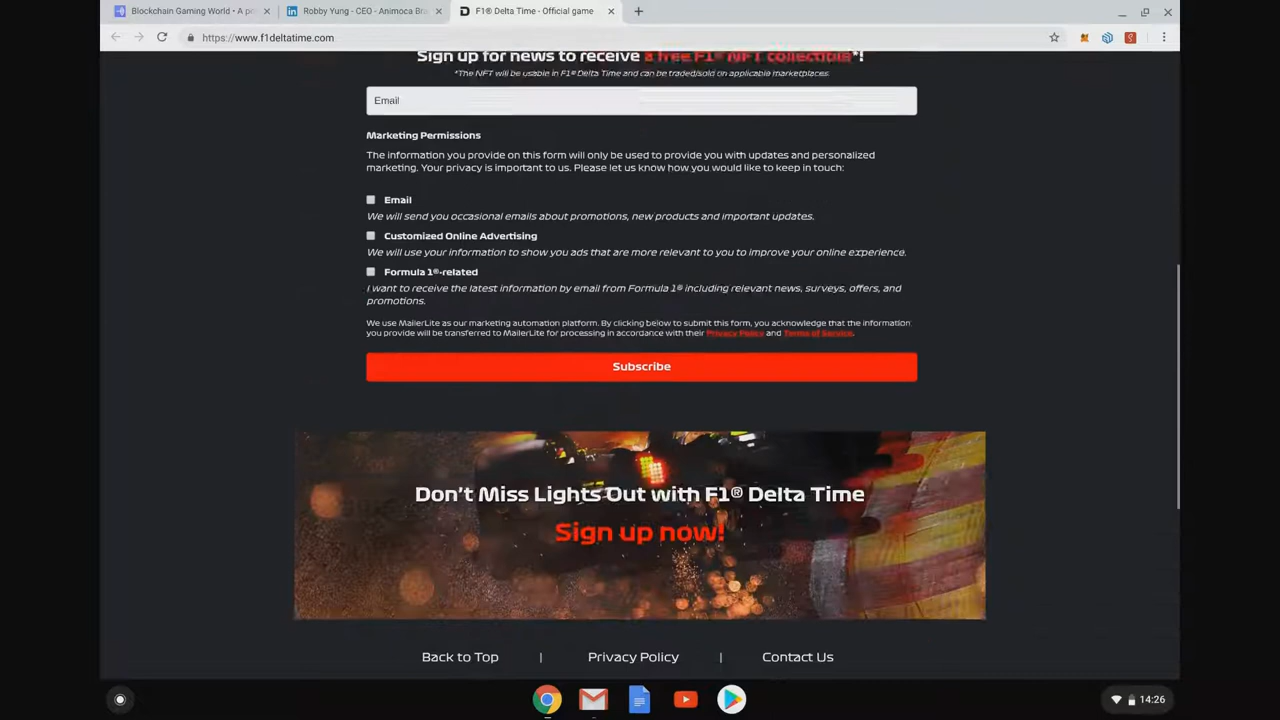 Blockchain Gaming World • A po
Robby Yung - CEO - Animoca Bra
F1® Delta Time - Official game
https://www.f1deltatime.com
Sign up for news to receive a free F1® NFT collectible*!
*The NFT will be usable in F1® Delta Time and can be traded/sold on applicable marketplaces.
Email
Marketing Permissions
The information you provide on this form will only be used to provide you with updates and personalized
marketing. Your privacy is important to us. Please let us know how you would like to keep in touch:
Email
We will send you occasional emails about promotions, new products and important updates.
Customized Online Advertising
We will use your information to show you ads that are more relevant to you to improve your online experience.
Formula 1®-related
I want to receive the latest information by email from Formula 1® including relevant news, surveys, offers, and
promotions.
We use MailerLite as our marketing automation platform. By clicking below to submit this form, you acknowledge that the information
you provide will be transferred to MailerLite for processing in accordance with their Privacy Policy and Terms of Service.
Subscribe
Don't Miss Lights Out with F1® Delta Time
Sign up now!
Back to Top | Privacy Policy | Contact Us
14:26